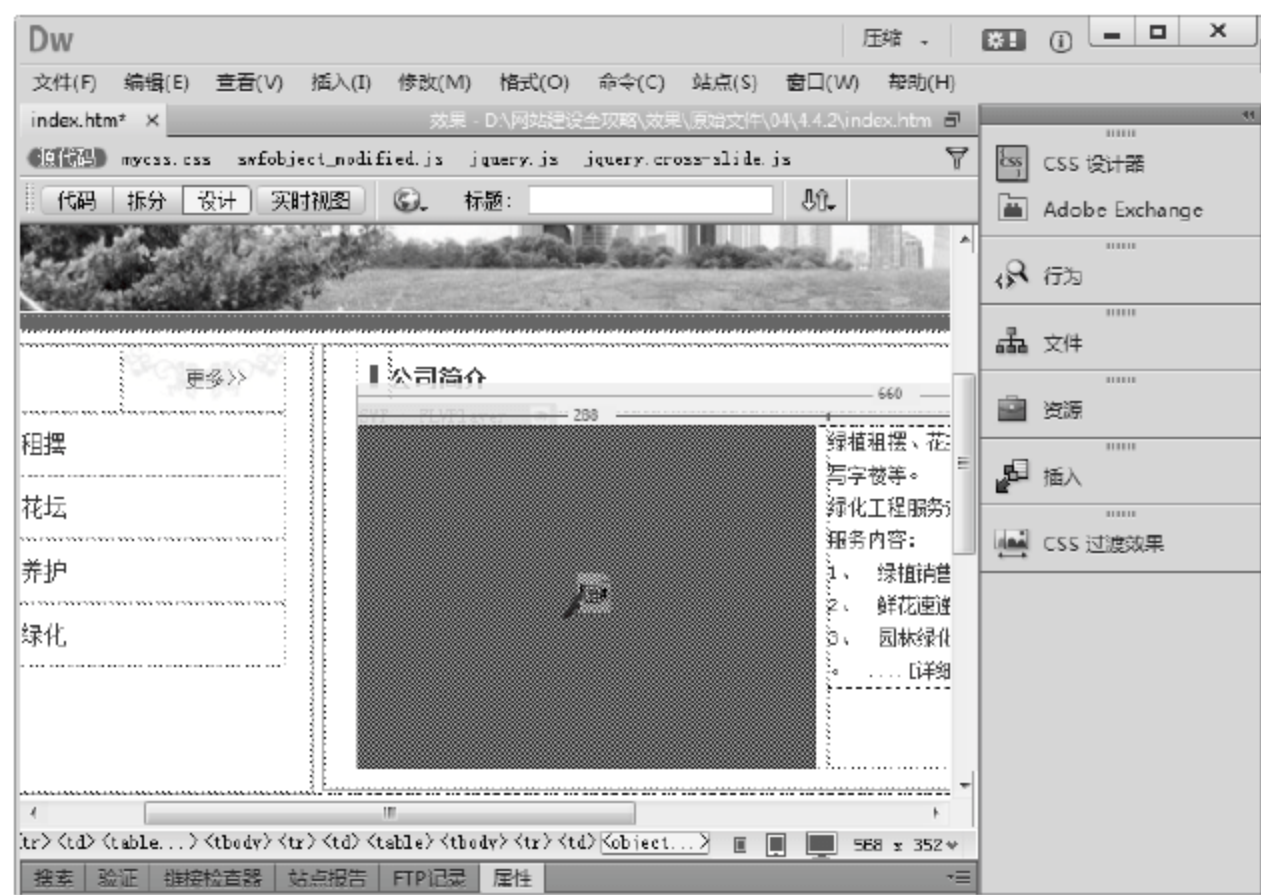 Dw
压缩
文件(F) 编辑(E) 查看(V) 插入(I) 修改(M) 格式(O) 命令(C) 站点(S) 窗口(W) 帮助(H)
index.htm* × 效果 - D:\网站建设全攻略\效果\原始文件\04\4.4.2\index.htm
源代码 mycss.css swfobject_modified.js jquery.js jquery.cross-slide.js
代码 拆分 设计 实时视图 标题:
CSS 设计器
Adobe Exchange
行为
文件
资源
插入
CSS 过渡效果
更多>>
租摆
花坛
养护
绿化
公司简介
660
288
绿植租摆、花
写字楼等。
绿化工程服务
服务内容:
1、 绿植销售
2、 鲜花速递
3、 园林绿化
。 ....[详细
tr> <td> <table...> <tbody> <tr> <td> <table> <tbody> <tr> <td> <object...> 568 x 352
搜索 验证 链接检查器 站点报告 FTP记录 属性